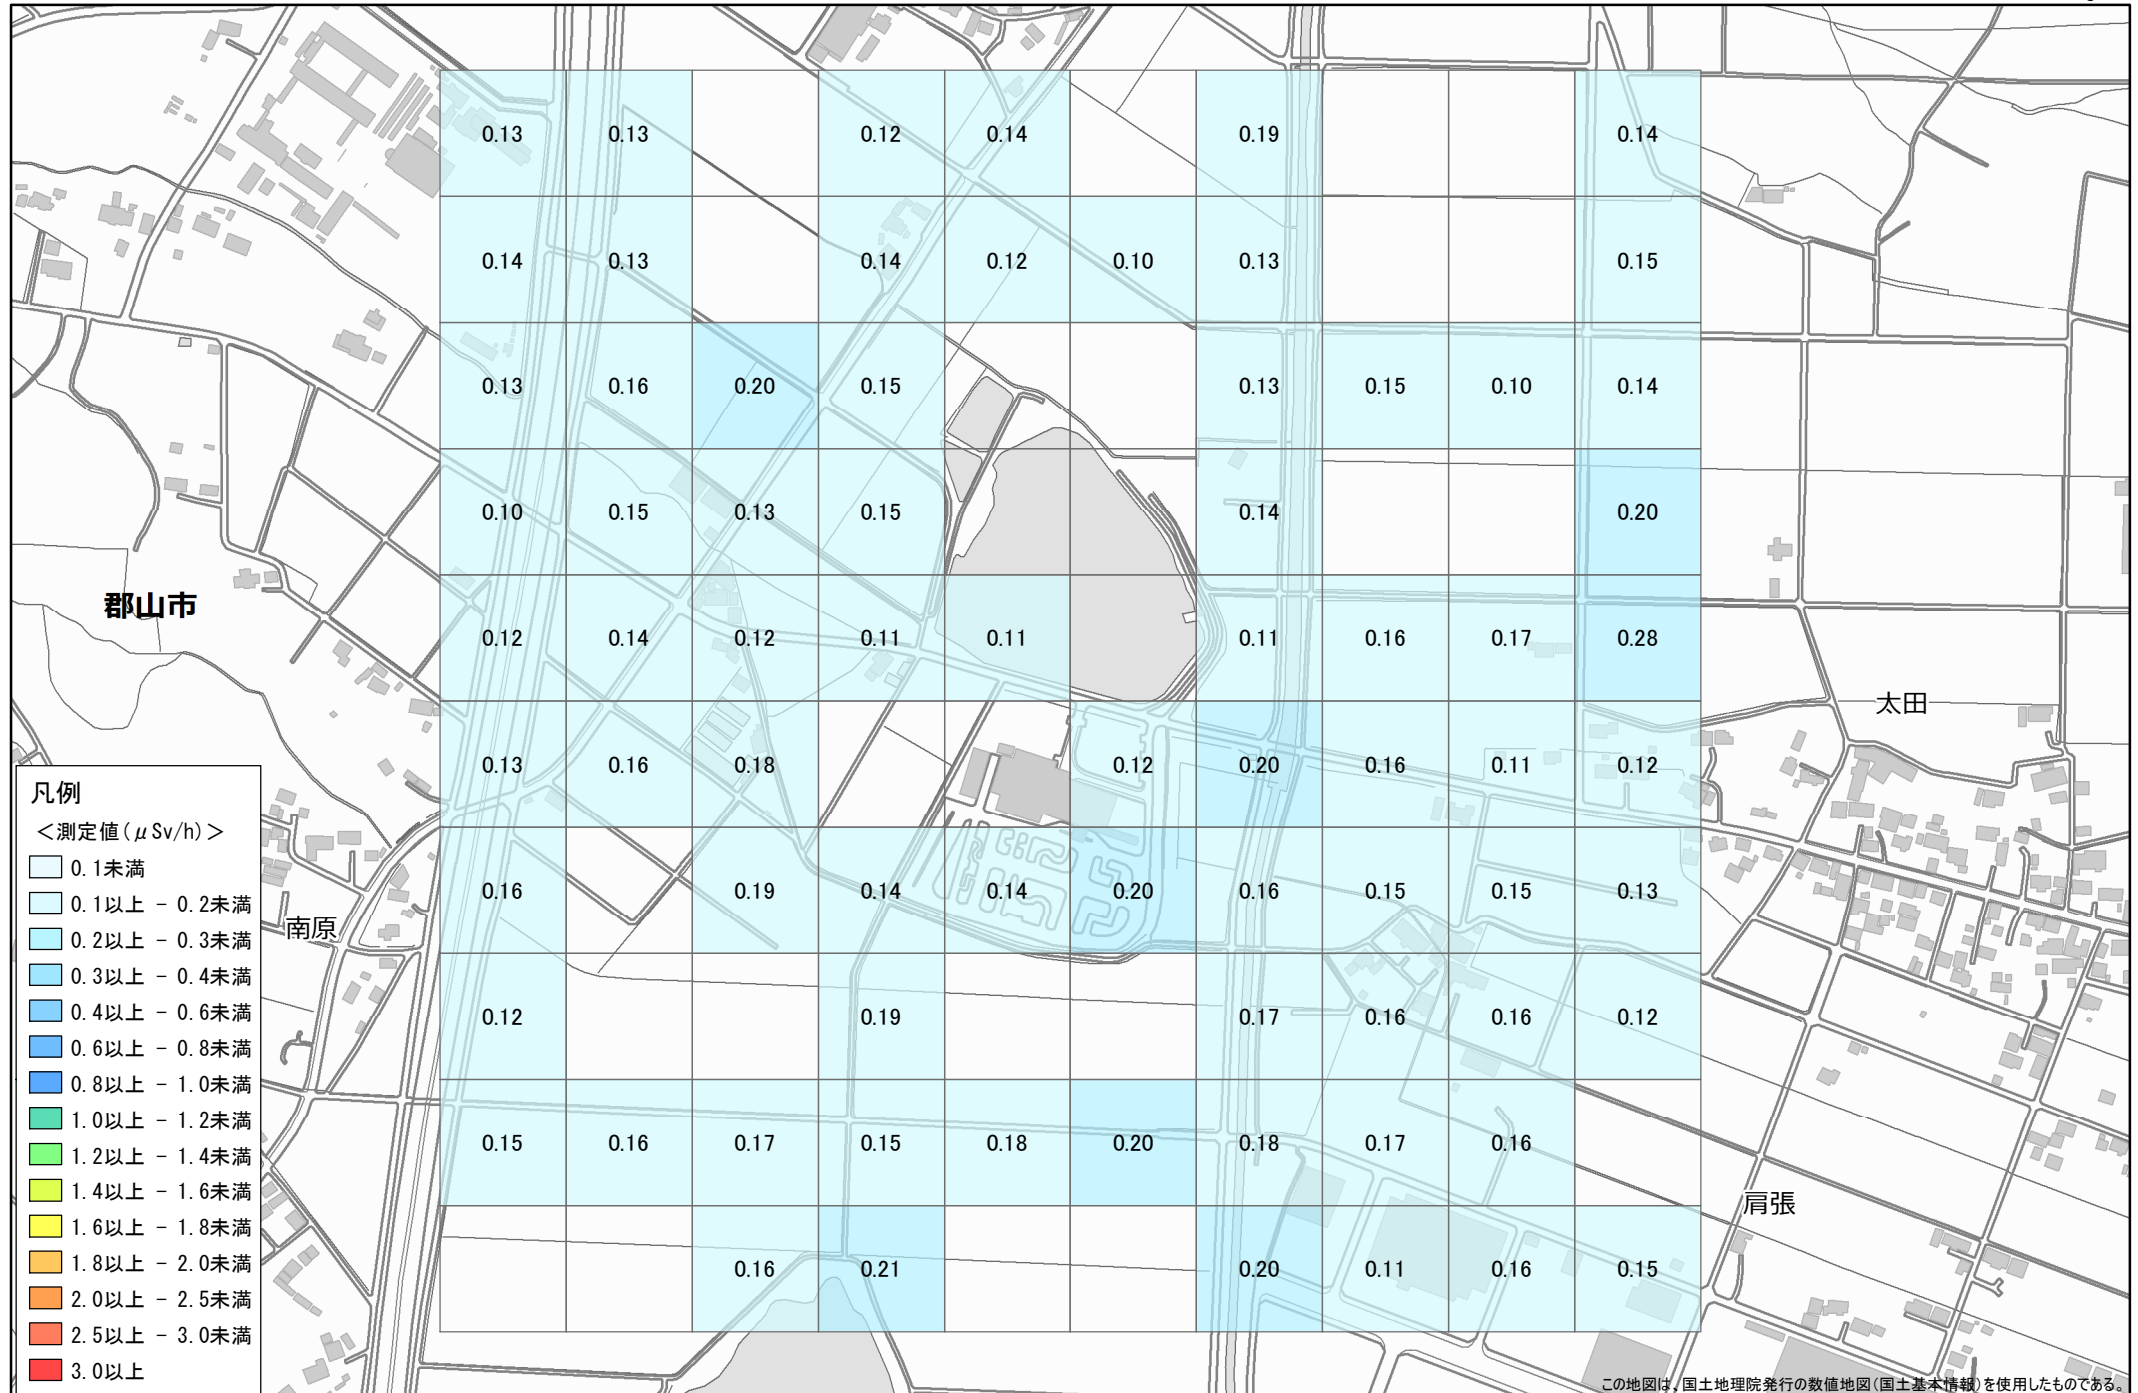 0.13 0.13 0.12 0.14 0.19 0.14
0.14 0.13 0.14 0.12 0.10 0.13 0.15
0.13 0.16 0.20 0.15 0.13 0.15 0.10 0.14
0.10 0.15 0.13 0.15 0.14 0.20
郡山市
0.12 0.14 0.12 0.11 0.11 0.11 0.16 0.17 0.28
太田
0.13 0.16 0.18 0.12 0.20 0.16 0.11 0.12
0.16 0.19 0.14 0.14 0.20 0.16 0.15 0.15 0.13
南原
0.12 0.19 0.17 0.16 0.16 0.12
0.15 0.16 0.17 0.15 0.18 0.20 0.18 0.17 0.16
肩張
0.16 0.21 0.20 0.11 0.16 0.15
凡例
＜測定値(μSv/h)＞
0.1未満
0.1以上 - 0.2未満
0.2以上 - 0.3未満
0.3以上 - 0.4未満
0.4以上 - 0.6未満
0.6以上 - 0.8未満
0.8以上 - 1.0未満
1.0以上 - 1.2未満
1.2以上 - 1.4未満
1.4以上 - 1.6未満
1.6以上 - 1.8未満
1.8以上 - 2.0未満
2.0以上 - 2.5未満
2.5以上 - 3.0未満
3.0以上
この地図は、国土地理院発行の数値地図(国土基本情報)を使用したものである。